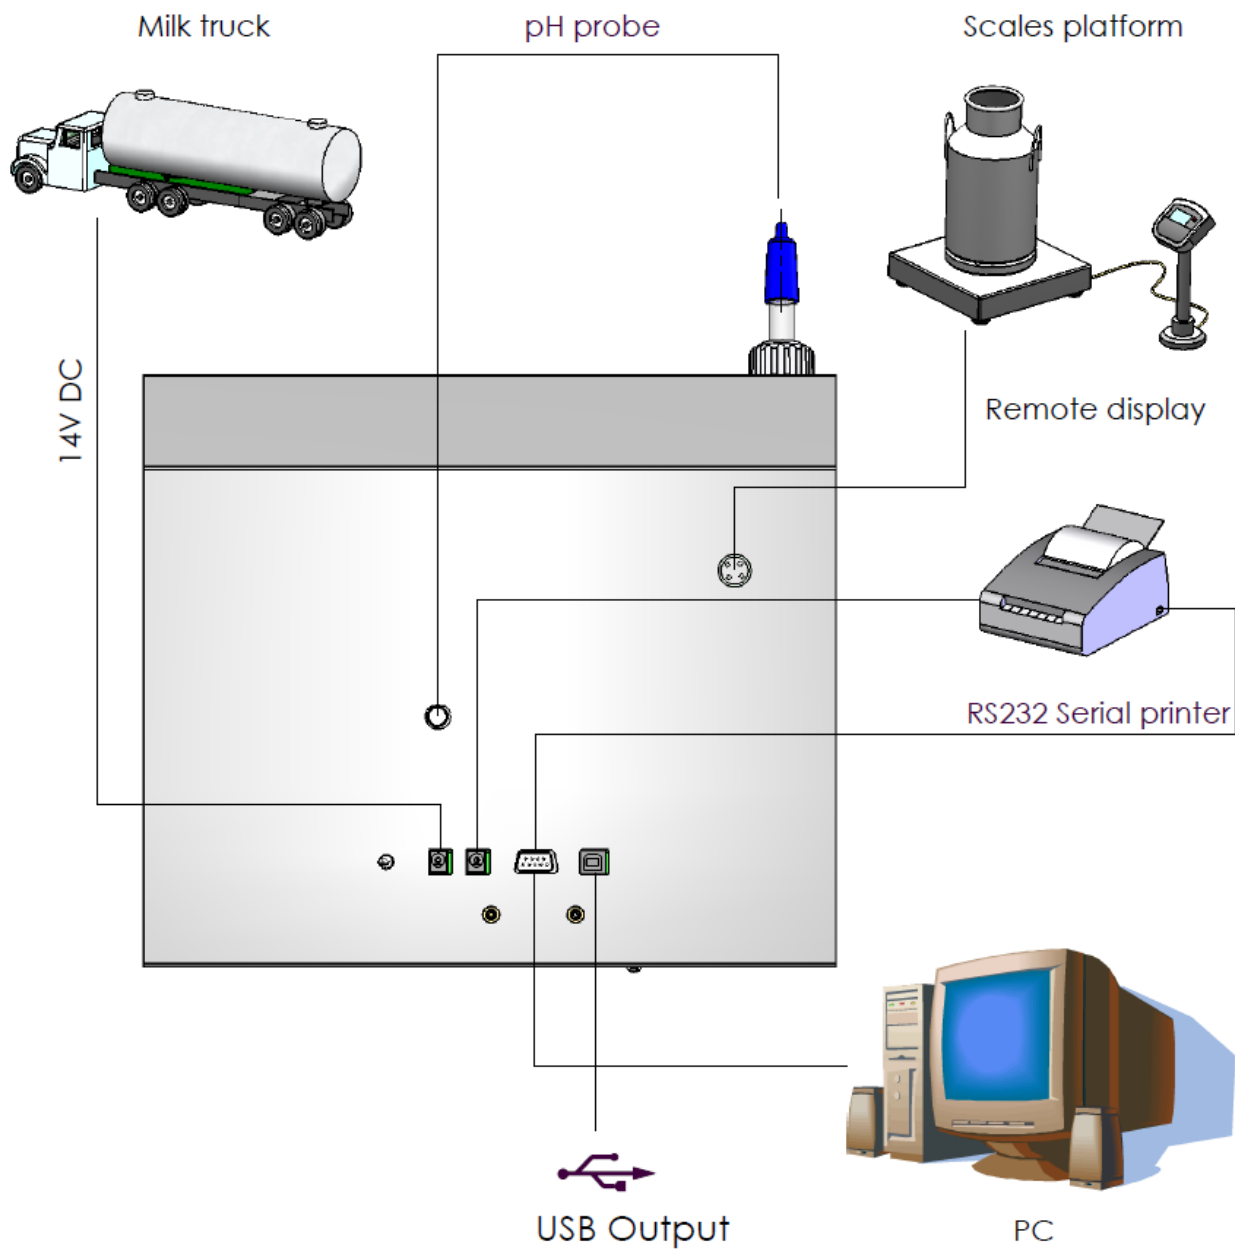 Milk truck
pH probe
Scales platform
14V DC
Remote display
RS232 Serial printer
USB Output
PC